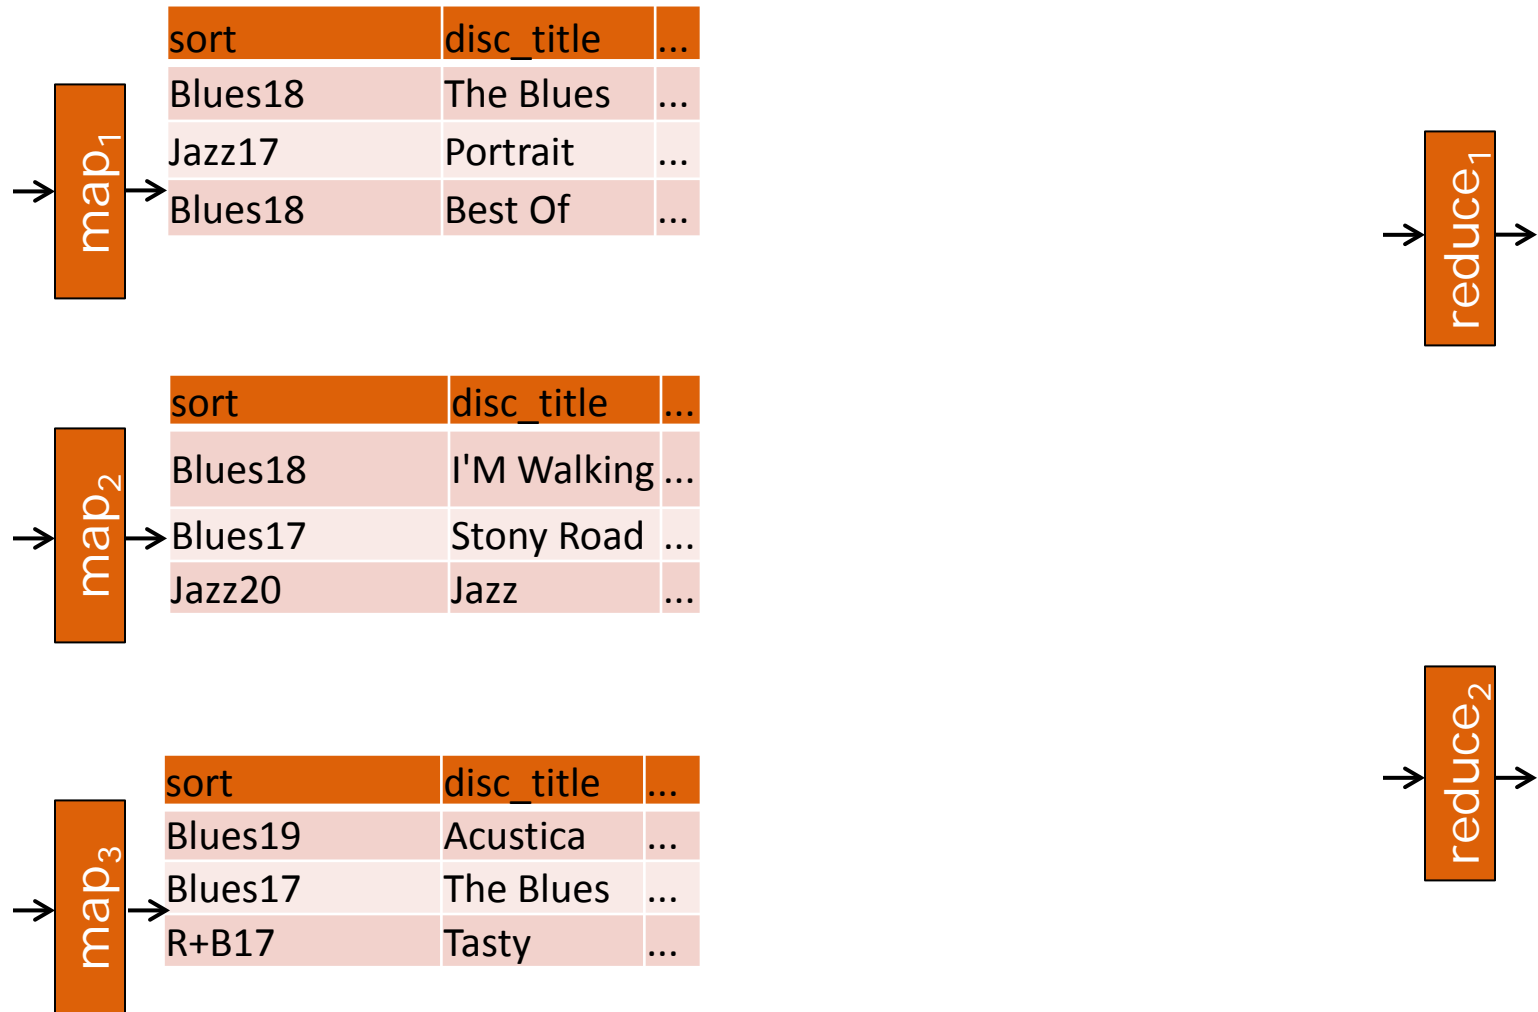 map1
sort disc_title ...
Blues18 The Blues ...
Jazz17 Portrait ...
Blues18 Best Of ...
reduce1
map2
sort disc_title ...
Blues18 I'M Walking ...
Blues17 Stony Road ...
Jazz20 Jazz ...
reduce2
map3
sort disc_title ...
Blues19 Acustica ...
Blues17 The Blues ...
R+B17 Tasty ...